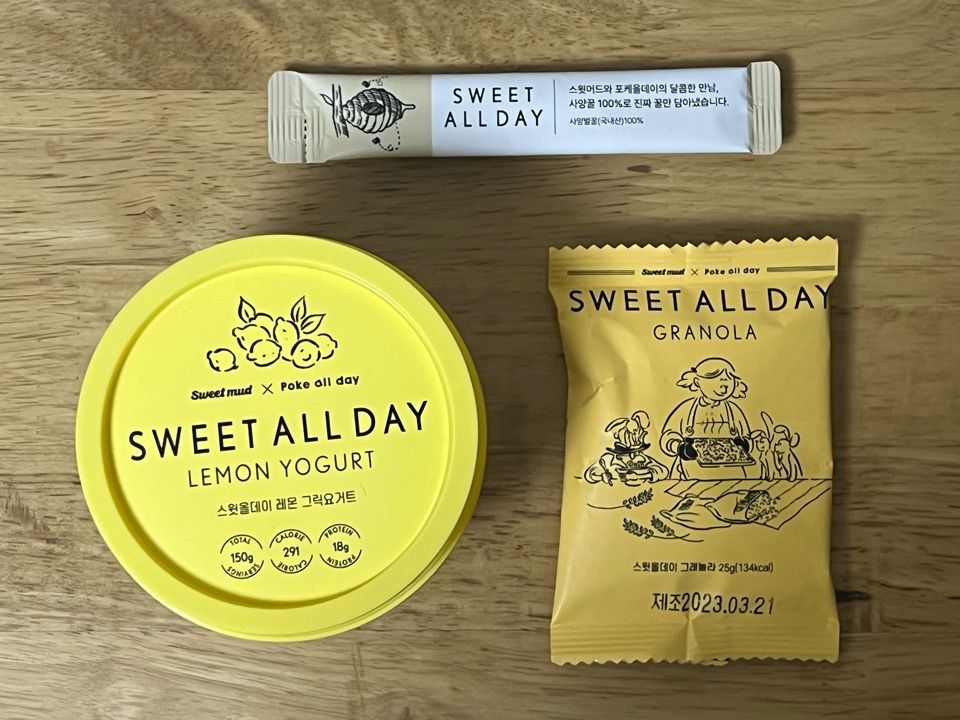 SWEET
ALL DAY
스윗머드와 포케올데이의 달콤한 만남,
사양꿀 100%로 진짜 꿀만 담아냈습니다.
사양벌꿀(국내산)100%
Sweet mud × Poke all day
SWEET ALL DAY
LEMON YOGURT
스윗올데이 레몬 그릭요거트
TOTAL
150g
SERVINGS
CALORIE
291
CALORIE
PROTEIN
18g
PROTEIN
Sweet mud × Poke all day
SWEET ALL DAY
GRANOLA
스윗올데이 그래놀라 25g(134kcal)
제조2023.03.21